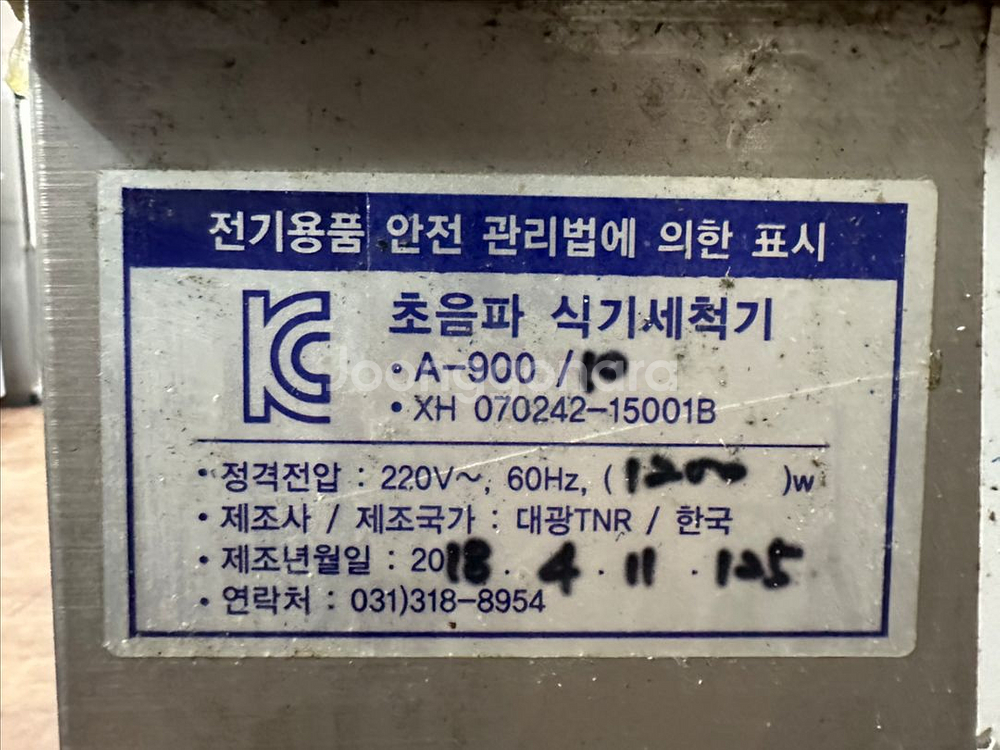 전기용품 안전 관리법에 의한 표시
초음파 식기세척기
• A-900 / 10
• XH 070242-15001B
• 정격전압 : 220V~, 60Hz, ( 1200 )w
• 제조사 / 제조국가 : 대광TNR / 한국
• 제조년월일 : 2018. 4. 11. 125
• 연락처 : 031)318-8954
Joonggonara